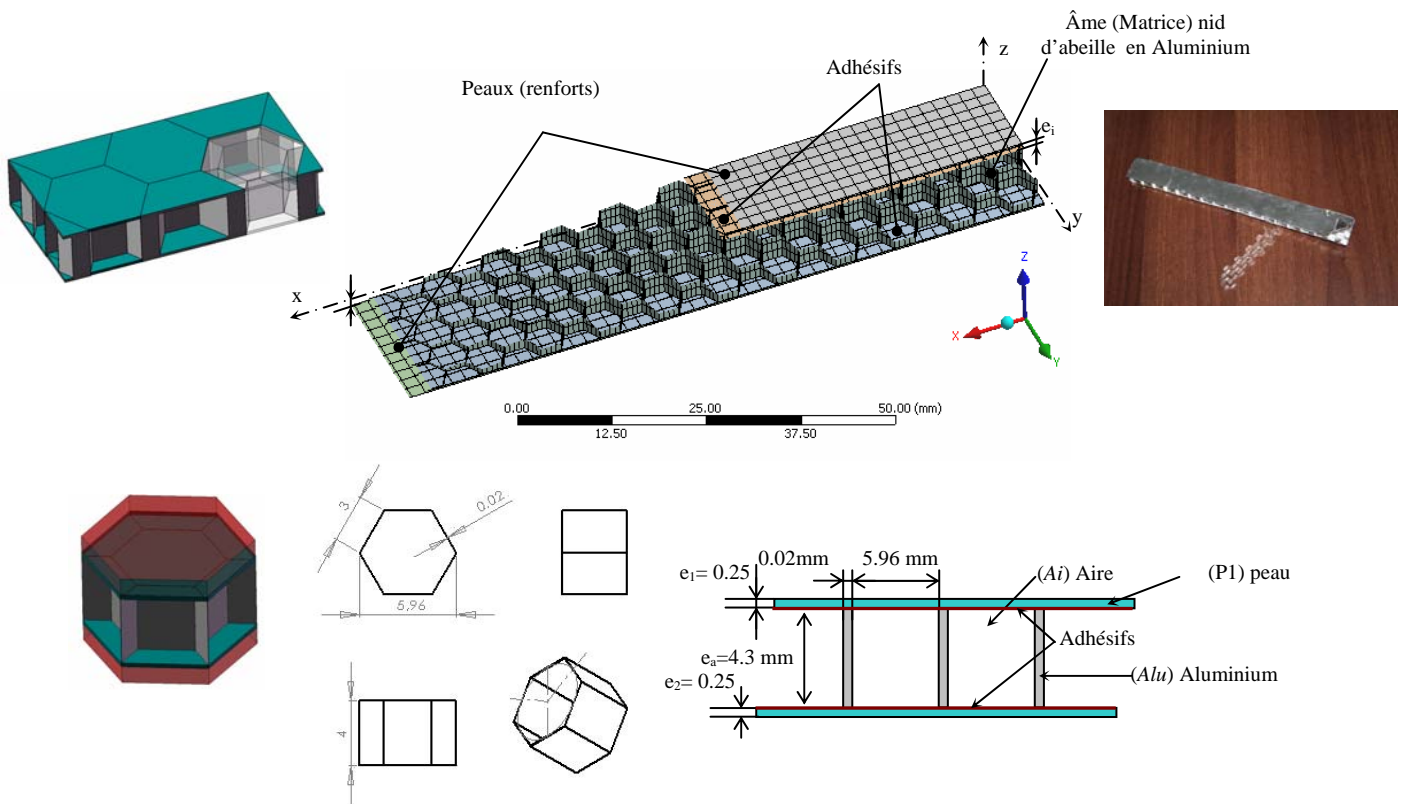 Âme (Matrice) nid
d'abeille en Aluminium
z
Adhésifs
Peaux (renforts)
e_i
y
x
Z
X
Y
0.00
25.00
50.00 (mm)
12.50
37.50
3
0.02
5,96
4
0.02mm
5.96 mm
e₁= 0.25
(Ai) Aire
(P1) peau
Adhésifs
eₐ=4.3 mm
e₂= 0.25
(Alu) Aluminium